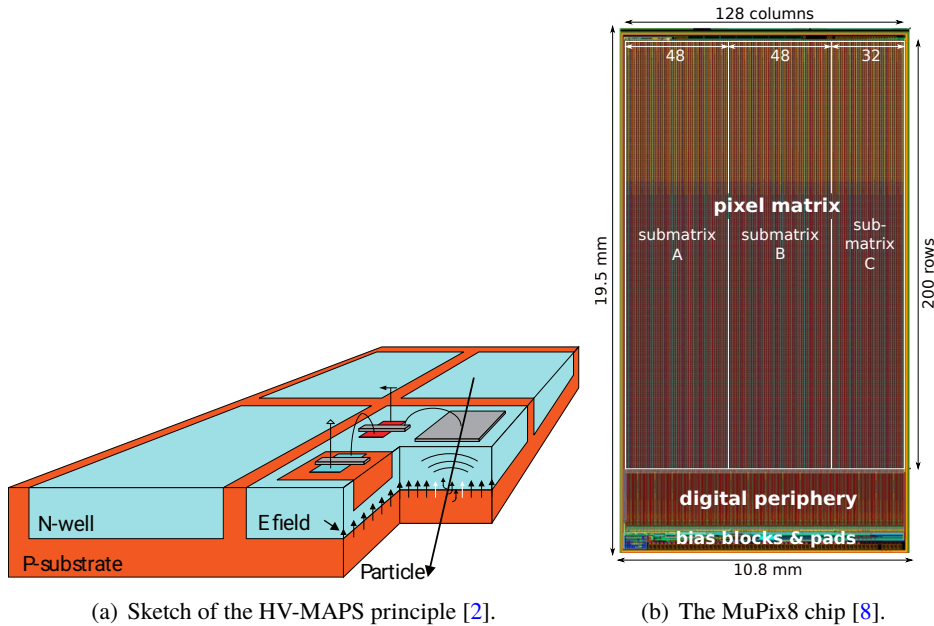 N-well
E field
P-substrate
Particle
(a) Sketch of the HV-MAPS principle [2].
128 columns
48
48
32
pixel matrix
submatrix
A
submatrix
B
sub-
matrix
C
19.5 mm
200 rows
digital periphery
bias blocks & pads
10.8 mm
(b) The MuPix8 chip [8].